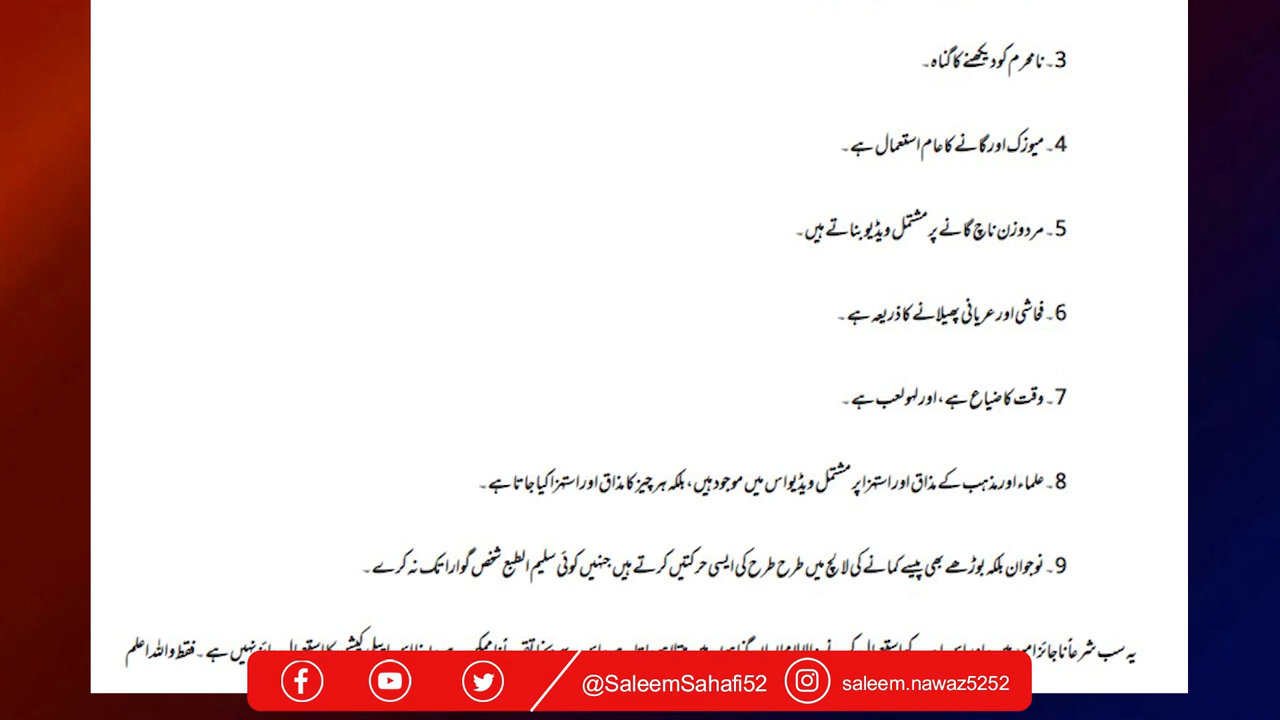 3۔ نامحرم کو دیکھنے کا گناہ۔
4۔ میوزک اور گانے کا عام استعمال ہے۔
5۔ مرد وزن ناچ گانے پر مشتمل ویڈیو بناتے ہیں۔
6۔ فحاشی اور عریانی پھیلانے کا ذریعہ ہے۔
7۔ وقت کا ضیاع ہے، اور لہو لعب ہے۔
8۔ علماء اور مذہب کے مذاق اور استہزا پر مشتمل ویڈیو اس میں موجود ہیں، بلکہ ہر چیز کا مذاق اور استہزا کیا جاتا ہے۔
9۔ نوجوان بلکہ بوڑھے بھی پیسے کمانے کی لالچ میں طرح طرح کی ایسی حرکتیں کرتے ہیں جنہیں کوئی سلیم الطبع شخص گوارا تک نہ کرے۔
یہ سب شرعاً ناجائز نہیں ہے۔ فقط واللہ اعلم
@SaleemSahafi52 saleem.nawaz5252